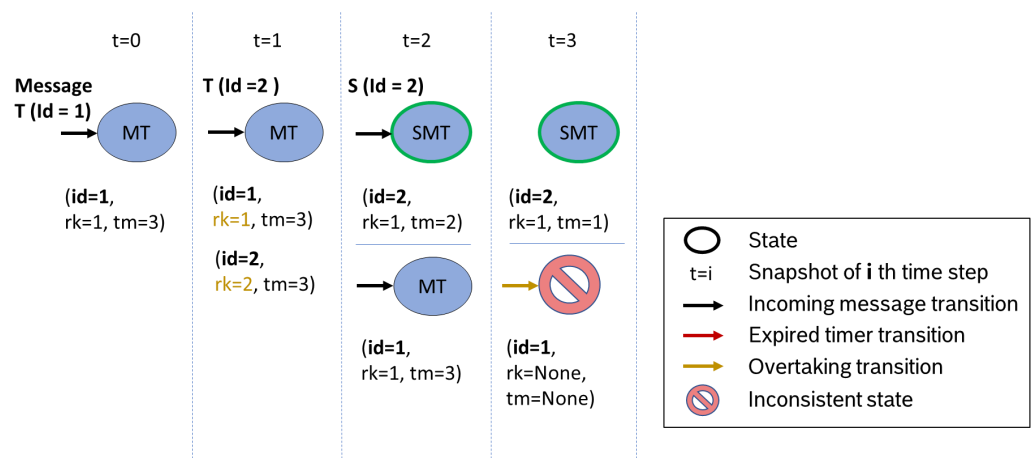 t=0
t=1
t=2
t=3
Message
T (Id = 1)
T (Id =2 )
S (Id = 2)
MT
MT
SMT
SMT
(id=1,
rk=1, tm=3)
(id=1,
rk=1, tm=3)
(id=2,
rk=2, tm=3)
(id=2,
rk=1, tm=2)
(id=2,
rk=1, tm=1)
MT
(id=1,
rk=1, tm=3)
(id=1,
rk=None,
tm=None)
State
t=i Snapshot of i th time step
Incoming message transition
Expired timer transition
Overtaking transition
Inconsistent state